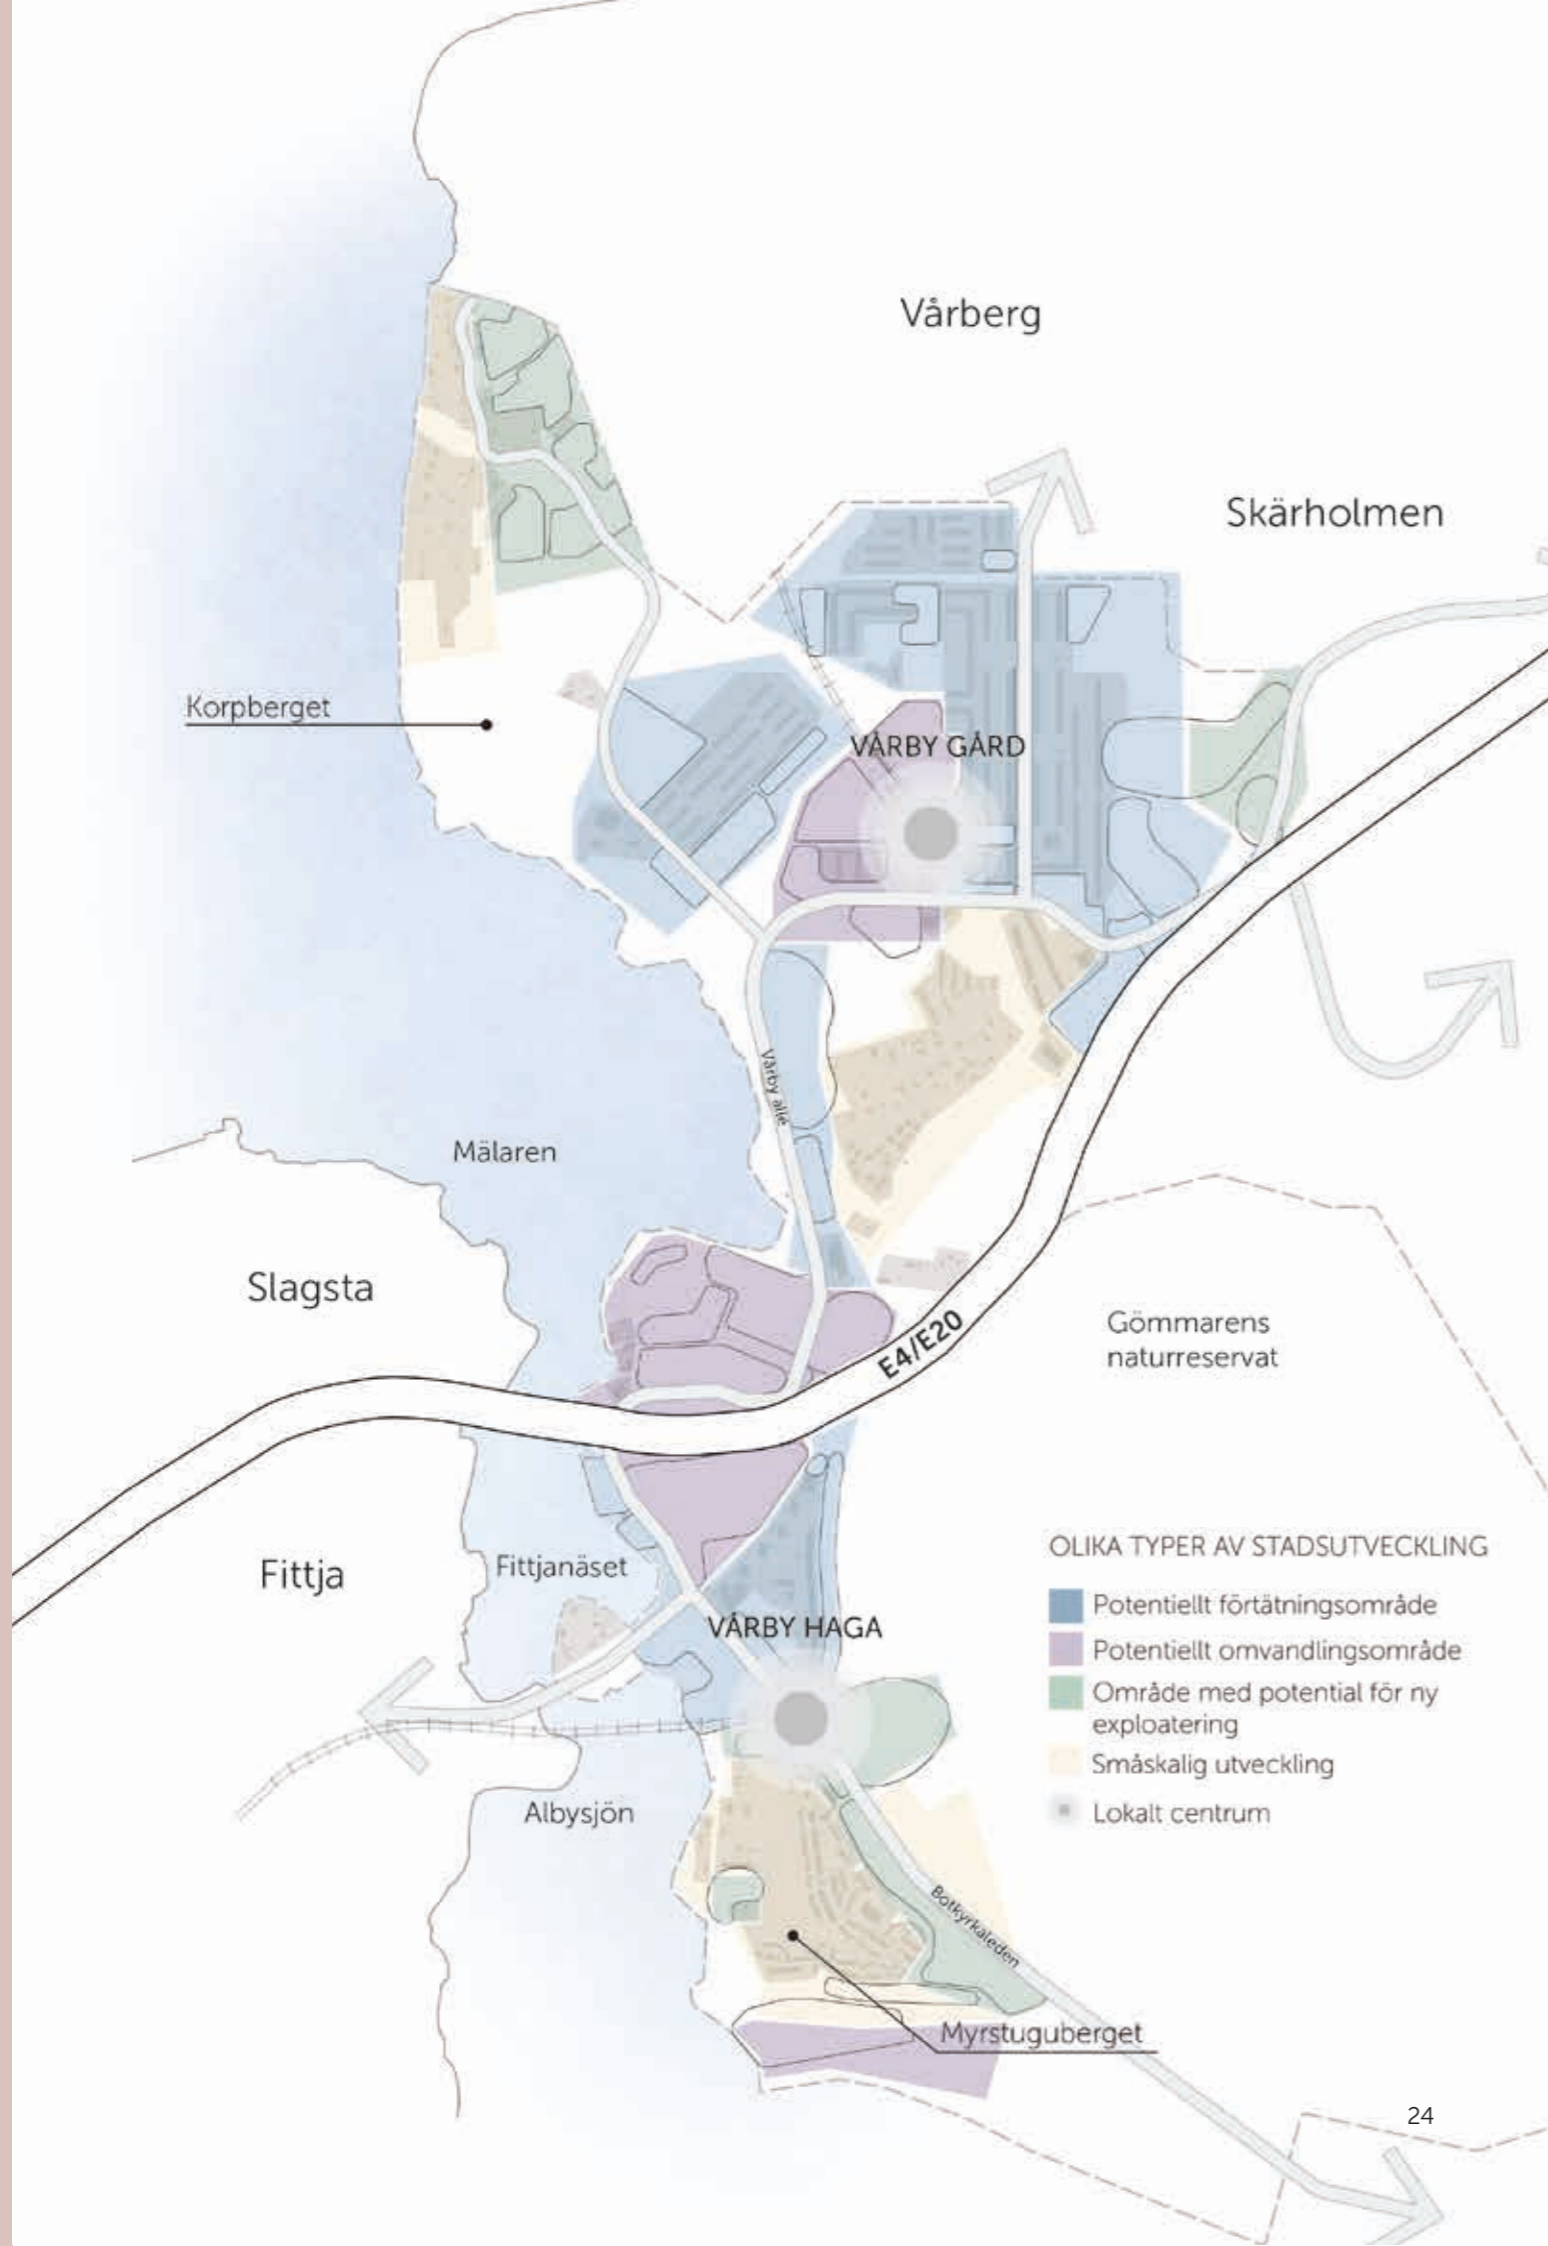 Vårberg
Skärholmen
Korpberget
VÅRBY GÅRD
Vårby allé
Mälaren
Slagsta
E4/E20
Gömmarens
naturreservat
Fittja
Fittjanäset
VÅRBY HAGA
OLIKA TYPER AV STADSUTVECKLING
Potentiellt förtätningsområde
Potentiellt omvandlingsområde
Område med potential för ny
exploatering
Småskalig utveckling
Lokalt centrum
Albysjön
Botkyrkaleden
Myrstuguberget
24